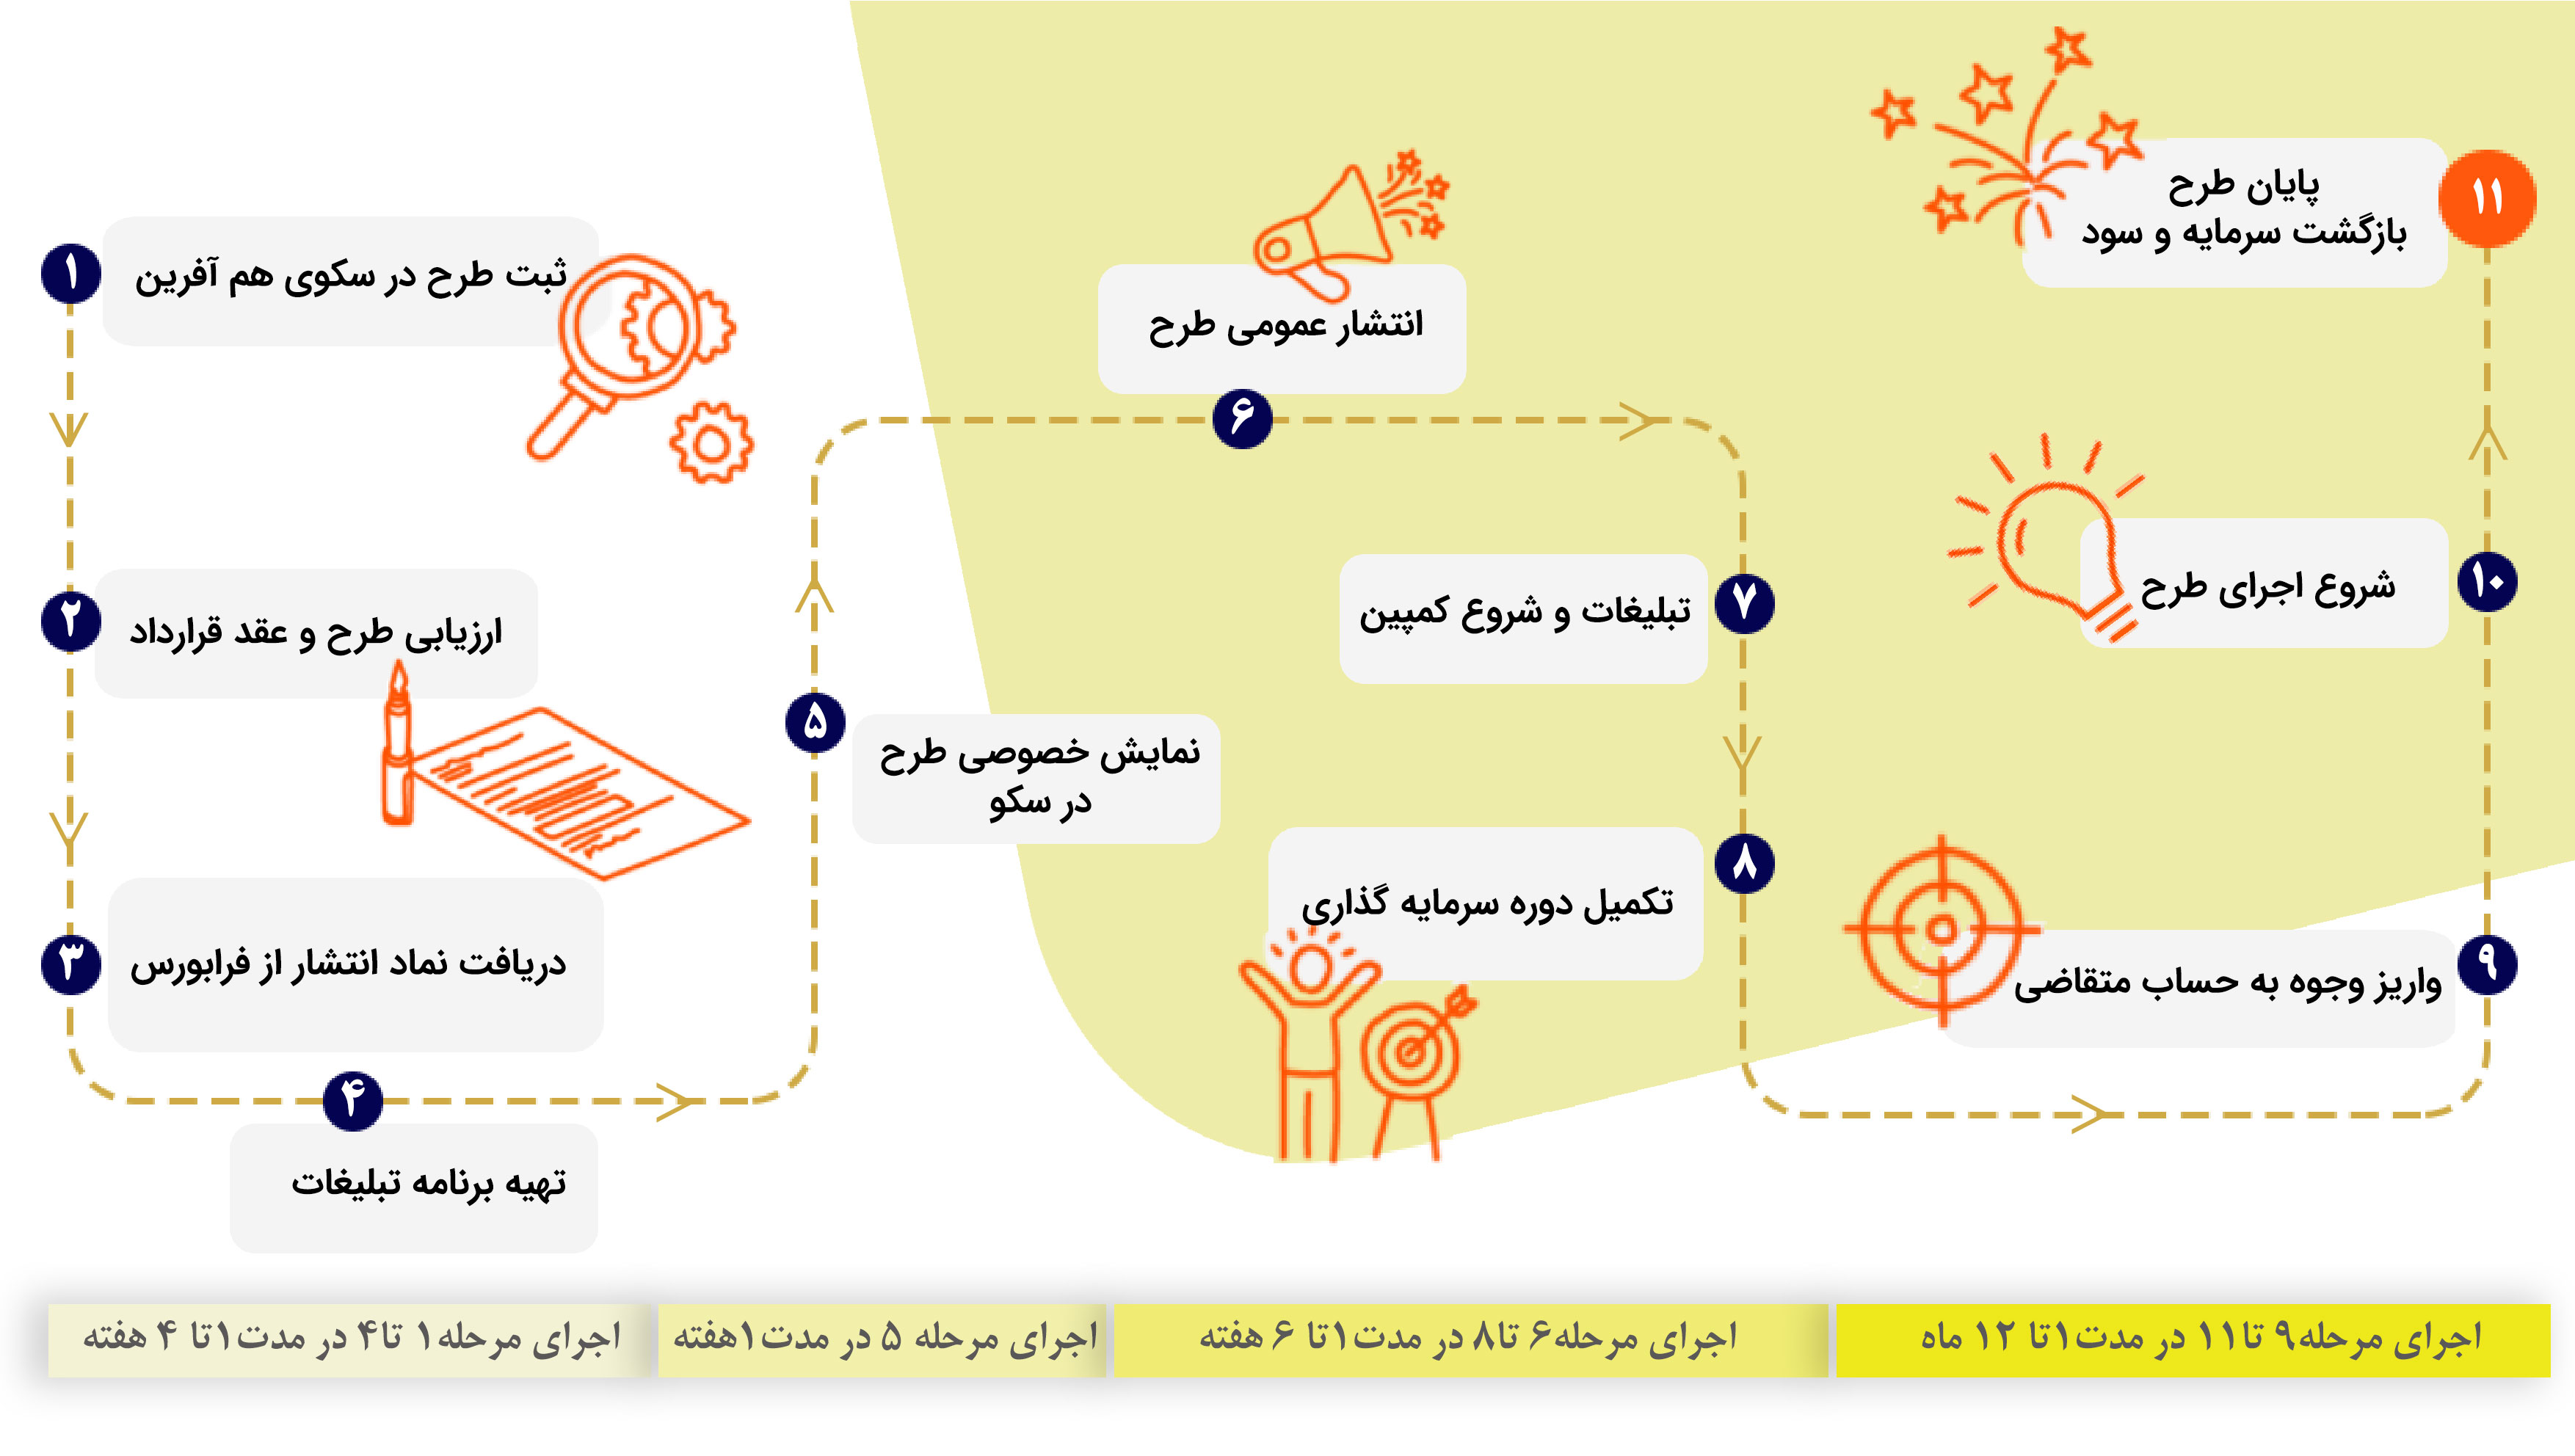 ۱
ثبت طرح در سکوی هم آفرین
۲
ارزیابی طرح و عقد قرارداد
۳
دریافت نماد انتشار از فرابورس
۴
تهیه برنامه تبلیغات
۵
نمایش خصوصی طرح
در سکو
۶
انتشار عمومی طرح
۷
تبلیغات و شروع کمپین
۸
تکمیل دوره سرمایه گذاری
۹
واریز وجوه به حساب متقاضی
۱۰
شروع اجرای طرح
۱۱
پایان طرح
بازگشت سرمایه و سود
اجرای مرحله۱ تا۴ در مدت۱تا ۴ هفته
اجرای مرحله ۵ در مدت۱هفته
اجرای مرحله۶ تا۸ در مدت۱تا ۶ هفته
اجرای مرحله۹ تا۱۱ در مدت۱تا ۱۲ ماه